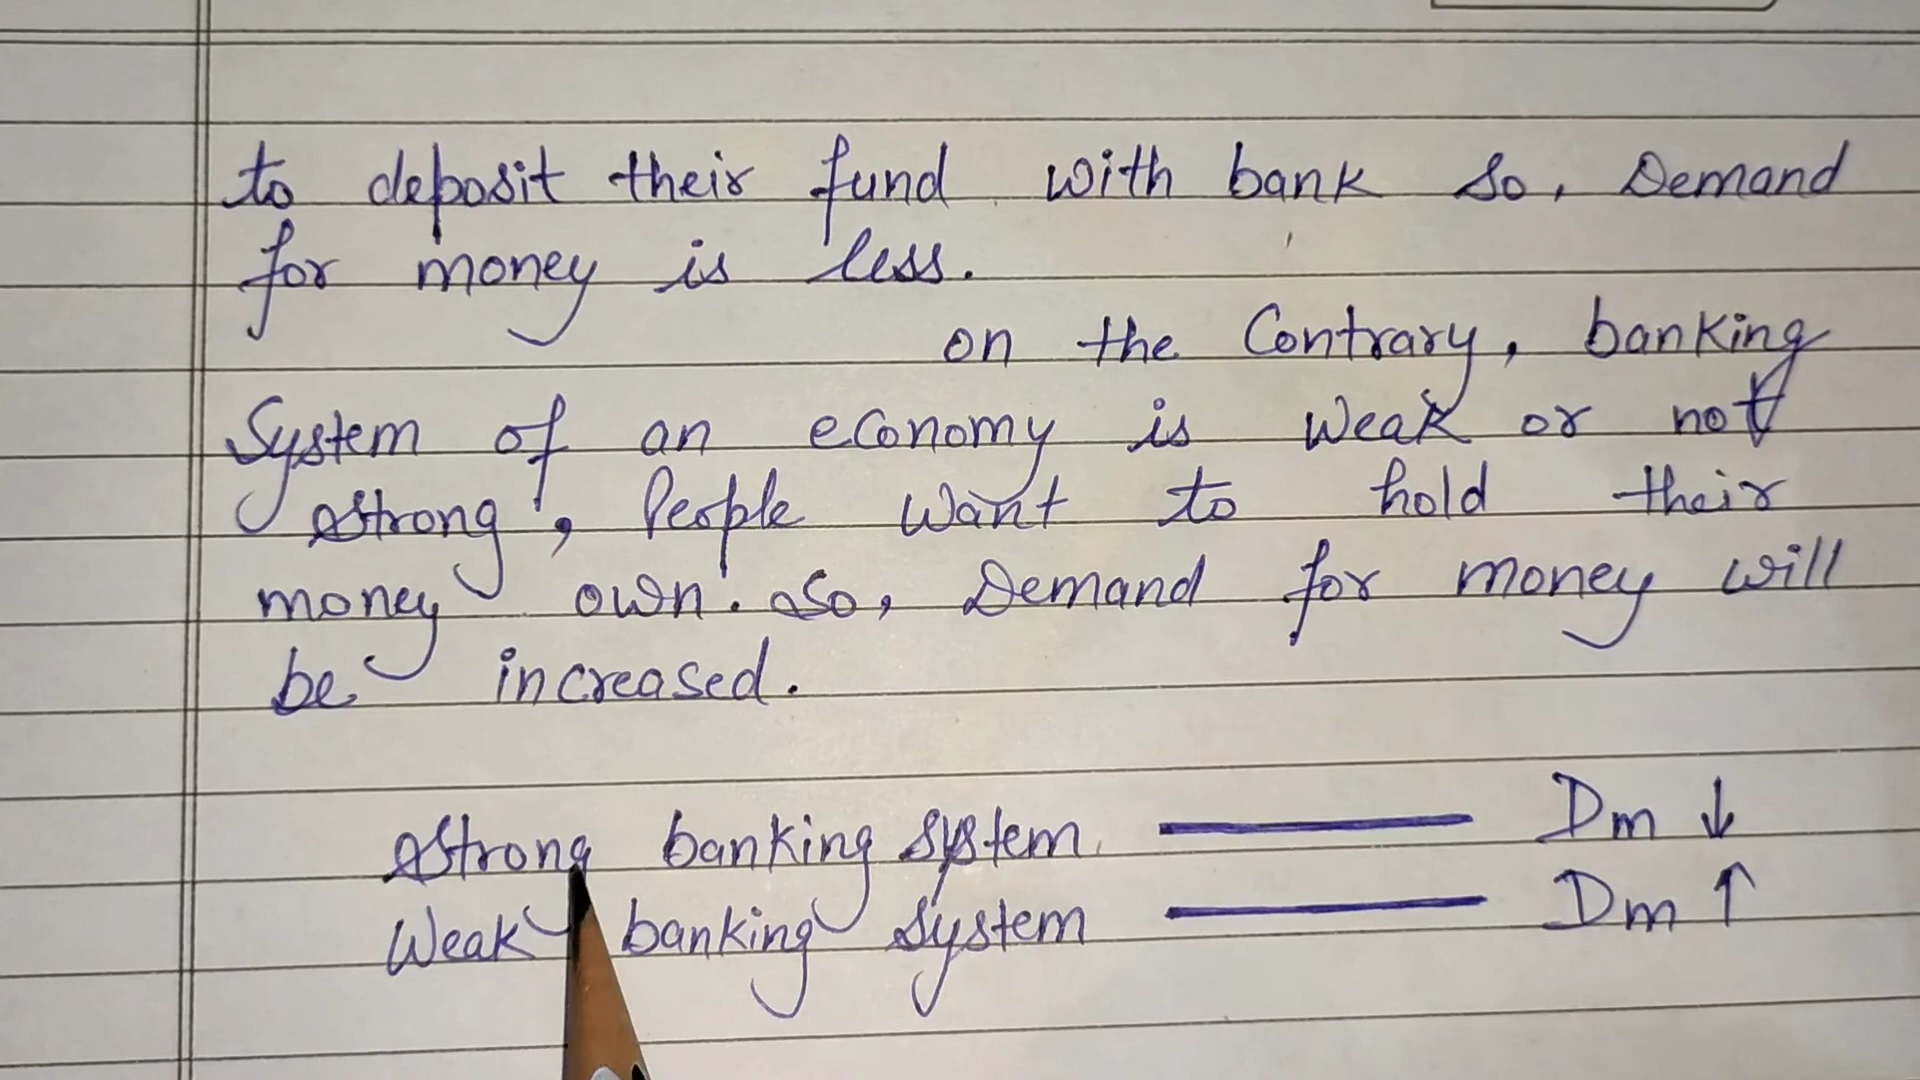 to deposit their fund with bank so, Demand
for money is less.
on the Contrary, banking
System of an economy is Weak or not
strong, People want to hold their
money own. So, Demand for money will
be increased.
Strong banking system — Dm ↓
Weak banking system — Dm ↑